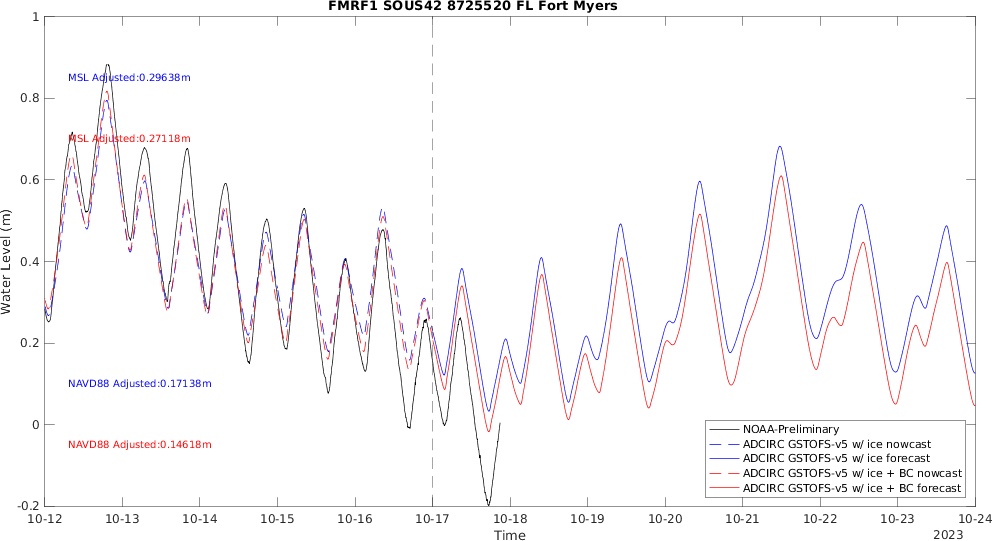 FMRF1 SOUS42 8725520 FL Fort Myers
1
0.8
0.6
0.4
0.2
0
-0.2
Water Level (m)
MSL Adjusted:0.29638m
MSL Adjusted:0.27118m
NAVD88 Adjusted:0.17138m
NAVD88 Adjusted:0.14618m
NOAA-Preliminary
ADCIRC GSTOFS-v5 w/ ice nowcast
ADCIRC GSTOFS-v5 w/ ice forecast
ADCIRC GSTOFS-v5 w/ ice + BC nowcast
ADCIRC GSTOFS-v5 w/ ice + BC forecast
10-12 10-13 10-14 10-15 10-16 10-17 10-18 10-19 10-20 10-21 10-22 10-23 10-24
Time
2023